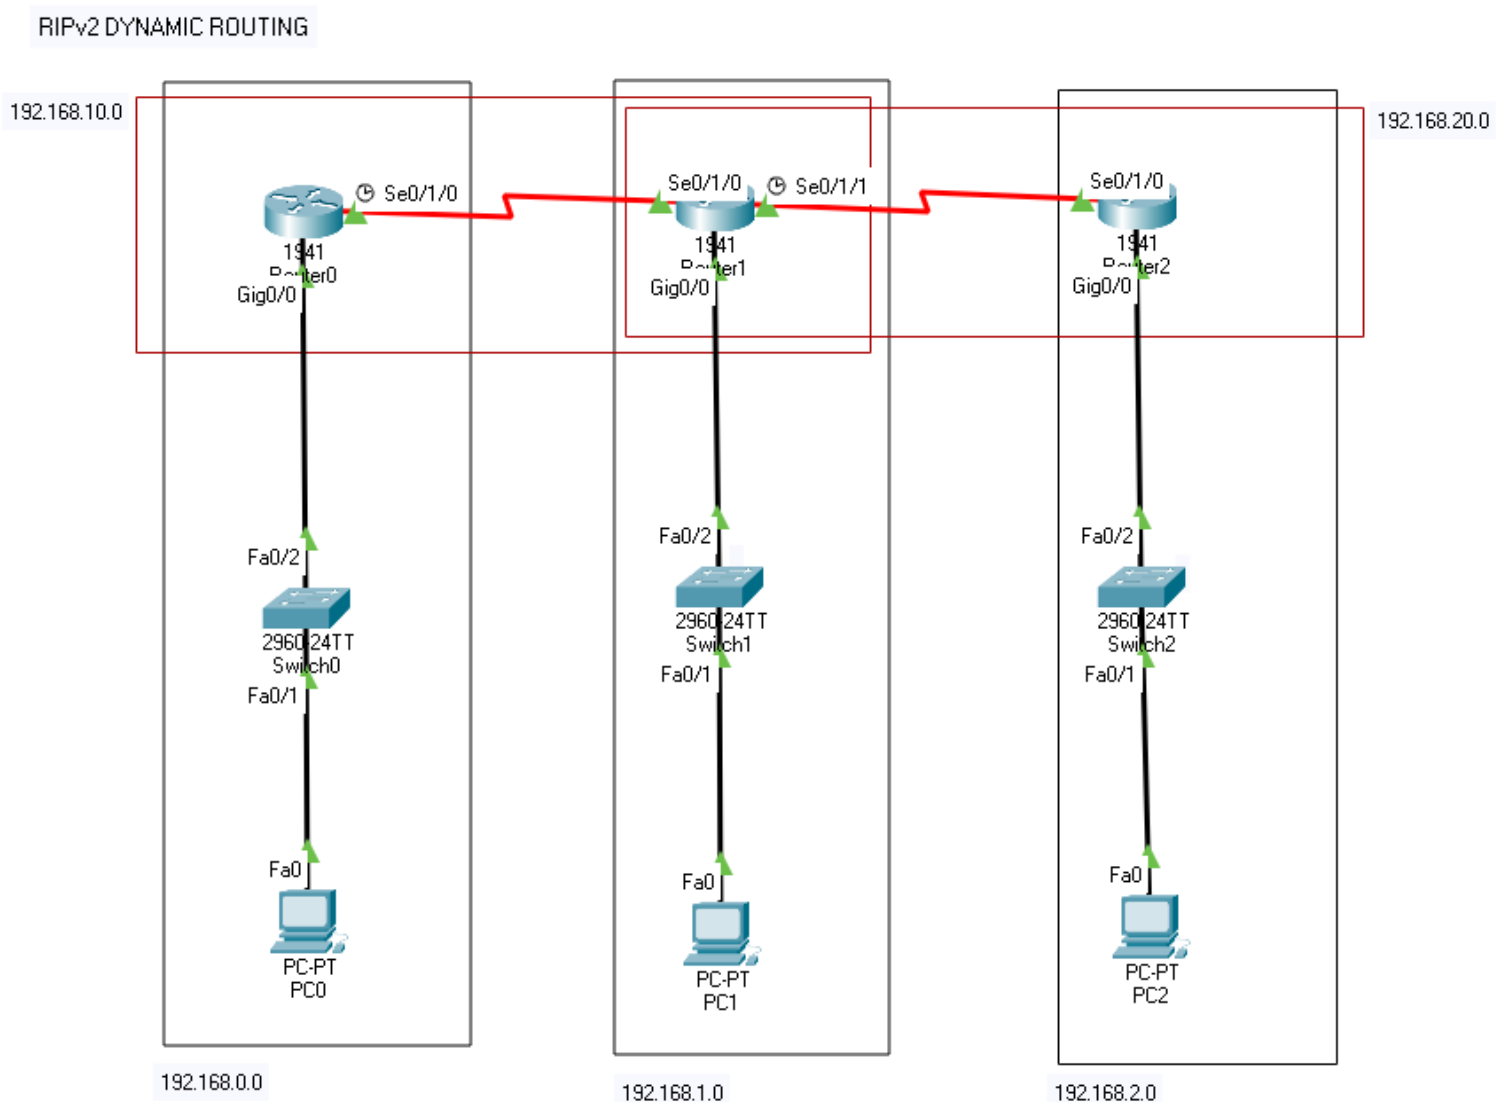 RIPv2 DYNAMIC ROUTING
192.168.10.0
192.168.20.0
Se0/1/0
Se0/1/0
Se0/1/1
Se0/1/0
1941
Router0
Gig0/0
1941
Router1
Gig0/0
1941
Router2
Gig0/0
Fa0/2
2960-24TT
Switch0
Fa0/1
Fa0/2
2960-24TT
Switch1
Fa0/1
Fa0/2
2960-24TT
Switch2
Fa0/1
Fa0
PC-PT
PC0
Fa0
PC-PT
PC1
Fa0
PC-PT
PC2
192.168.0.0
192.168.1.0
192.168.2.0